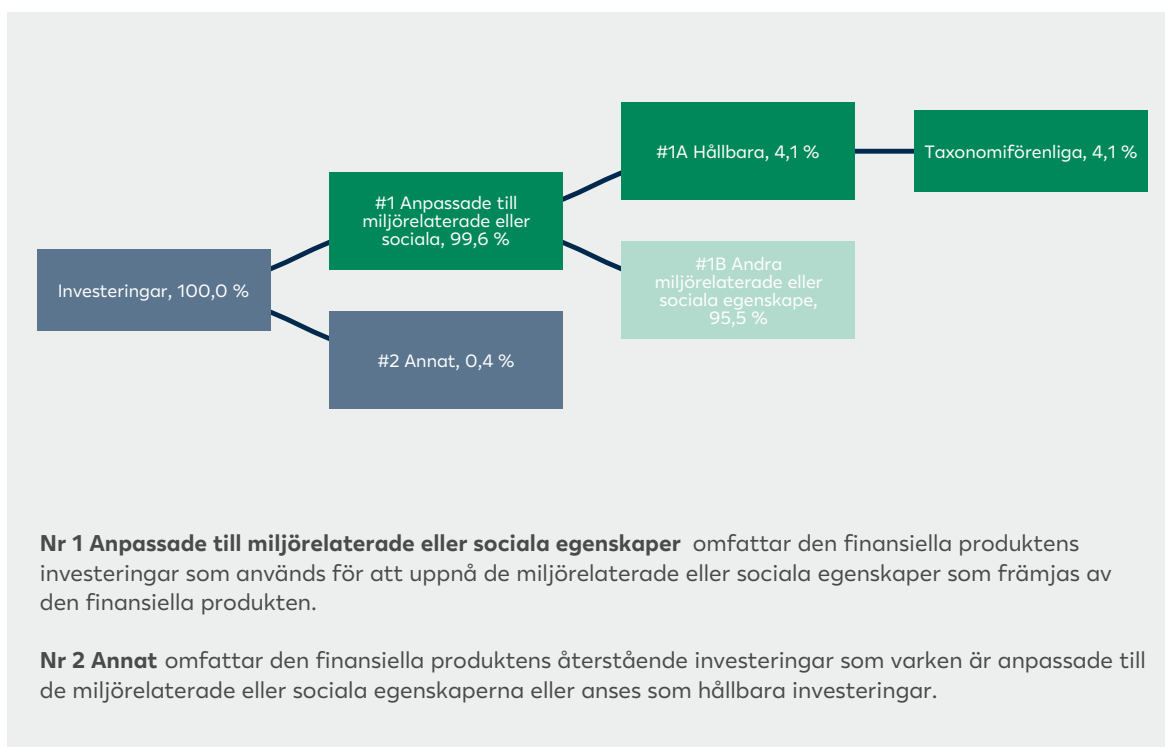 #1A Hållbara, 4,1 %
Taxonomiförenliga, 4,1 %
#1 Anpassade till
miljörelaterade eller
sociala, 99,6 %
#1B Andra
miljörelaterade eller
sociala egenskape,
95,5 %
Investeringar, 100,0 %
#2 Annat, 0,4 %
Nr 1 Anpassade till miljörelaterade eller sociala egenskaper omfattar den finansiella produktens
investeringar som används för att uppnå de miljörelaterade eller sociala egenskaper som främjas av
den finansiella produkten.
Nr 2 Annat omfattar den finansiella produktens återstående investeringar som varken är anpassade till
de miljörelaterade eller sociala egenskaperna eller anses som hållbara investeringar.